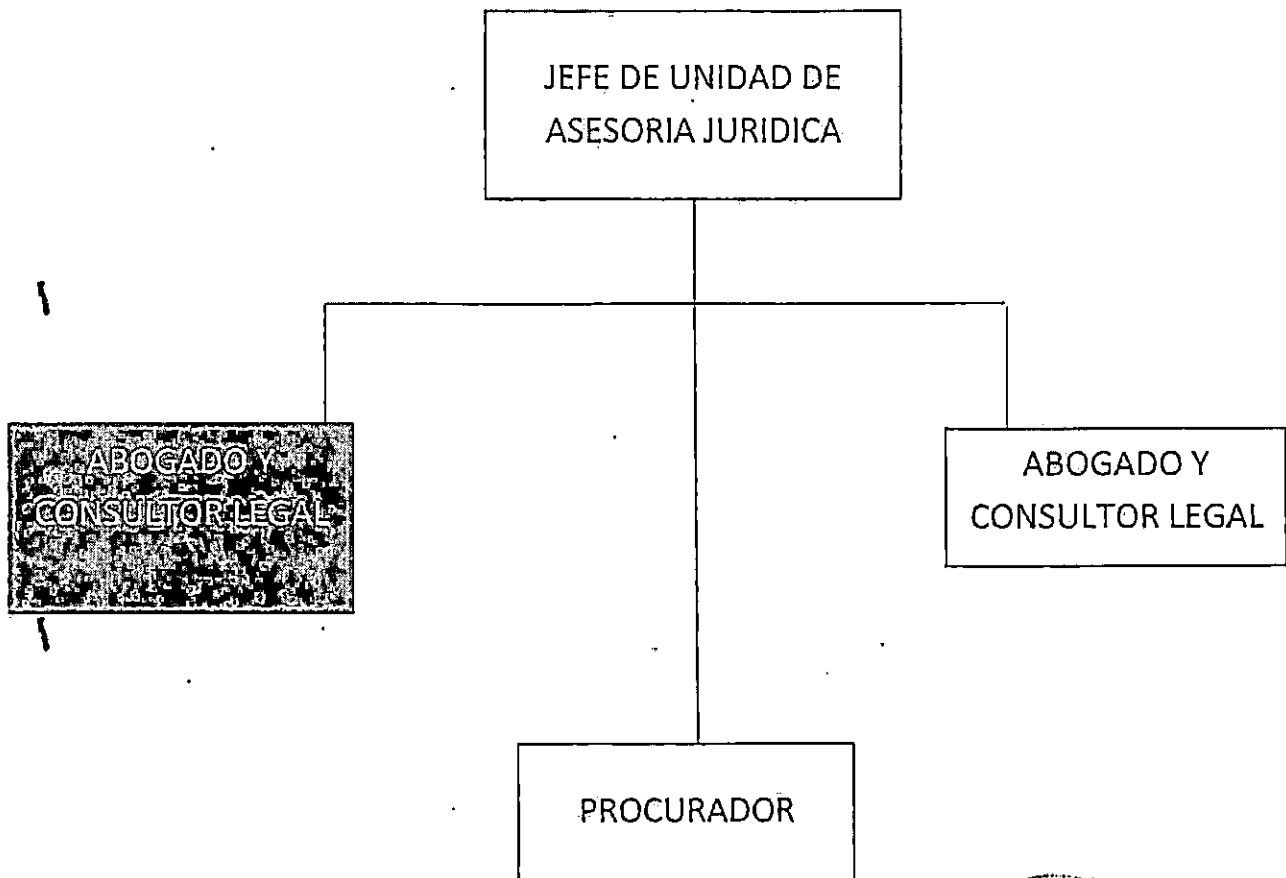 JEFE DE UNIDAD DE
ASESORIA JURIDICA
ABOGADO Y
CONSULTOR LEGAL
ABOGADO Y
CONSULTOR LEGAL
PROCURADOR